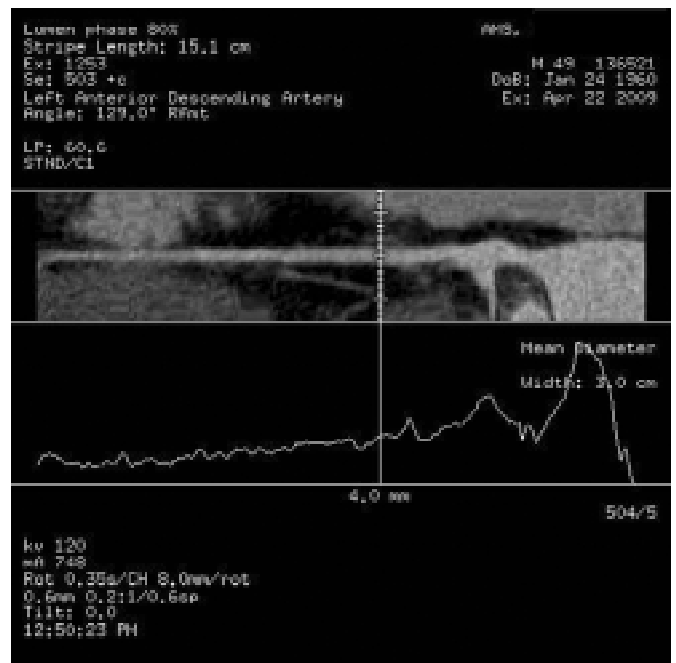 Lumen phase 80%
Stripe Length: 15.1 cm
Ex: 1253
Se: 503 +c
Left Anterior Descending Artery
Angle: 129.0°
LP: 60.6
STND/C1
AMS.
M 49 136521
DoB: Jan 24 1960
Ex: Apr 22 2009
Mean Diameter
Width: 3.0 cm
4.0 mm
504/5
kv 120
mA 748
Rot 0.35s/CH 8.0mm/rot
0.6mm 0.2:1/0.6sp
Tilt: 0.0
12:50:23 PM